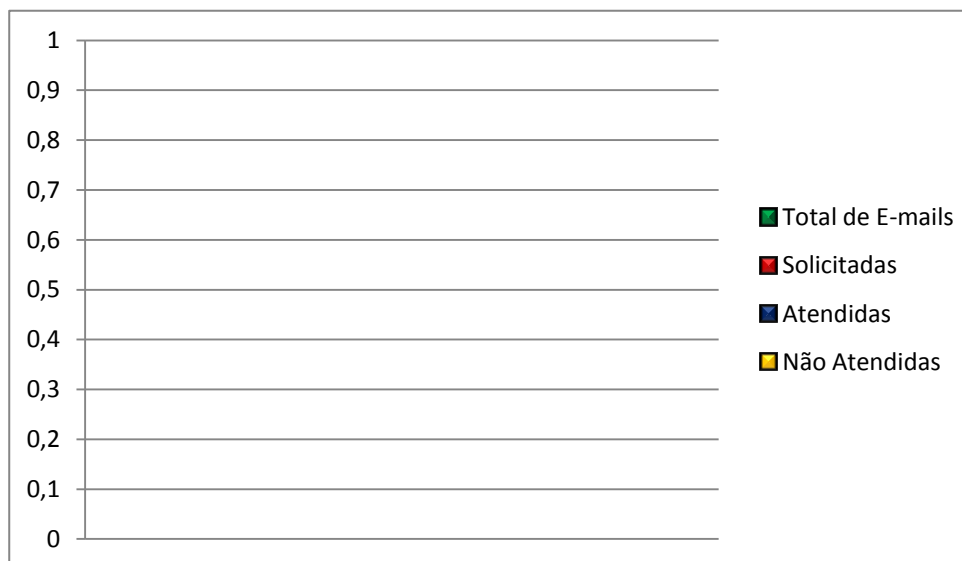 1
0,9
0,8
0,7
0,6
0,5
0,4
0,3
0,2
0,1
0
Total de E-mails
Solicitadas
Atendidas
Não Atendidas